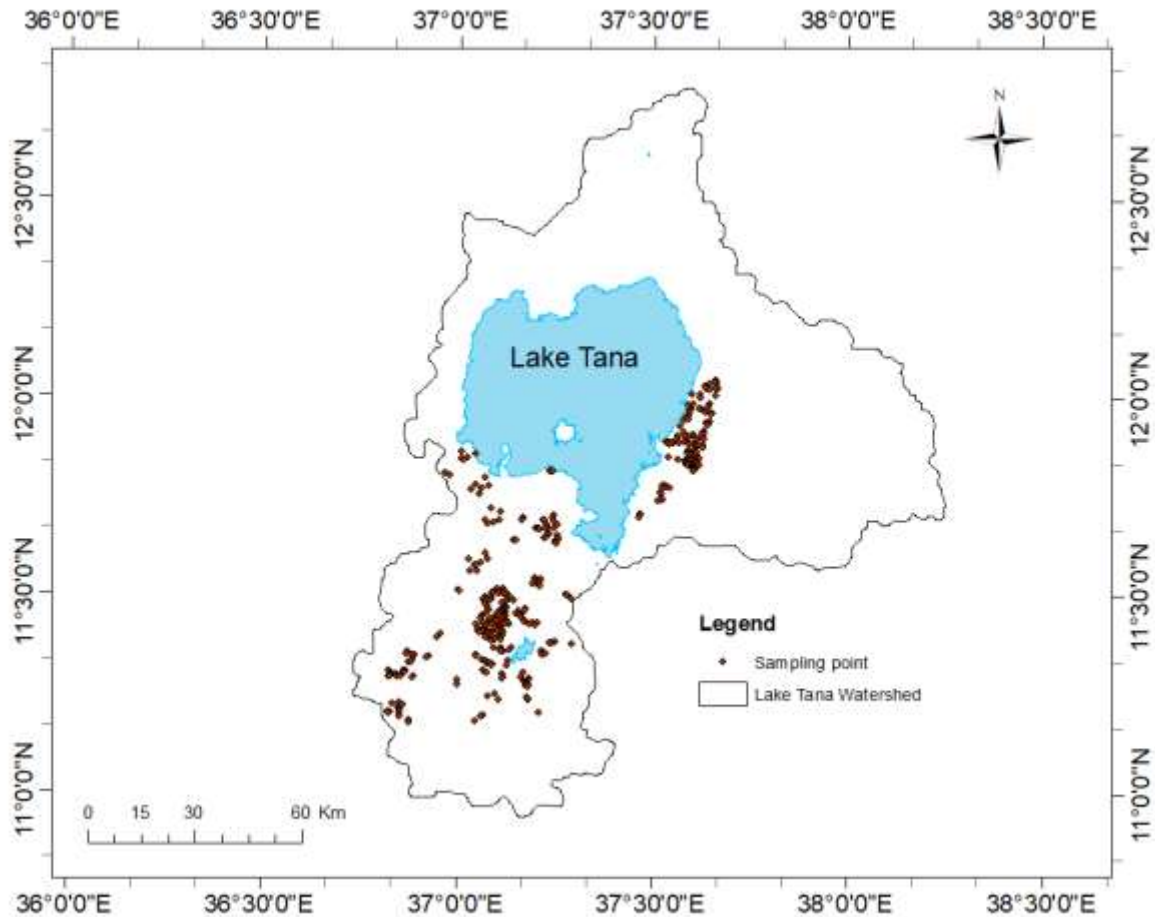 36°0'0"E 36°30'0"E 37°0'0"E 37°30'0"E 38°0'0"E 38°30'0"E
N
12°30'0"N 12°30'0"N
Lake Tana
12°0'0"N 12°0'0"N
11°30'0"N 11°30'0"N
Legend
Sampling point
Lake Tana Watershed
11°0'0"N 11°0'0"N
0 15 30 60 Km
36°0'0"E 36°30'0"E 37°0'0"E 37°30'0"E 38°0'0"E 38°30'0"E